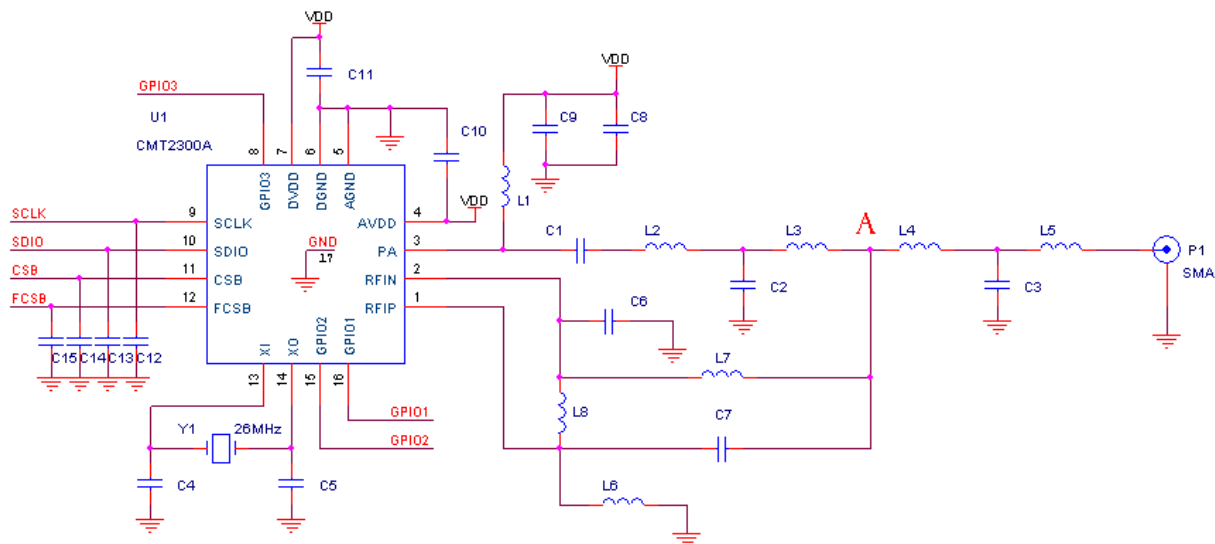 VDD
C11
VDD
GPIO3
U1
CMT2300A
C10
C9
C8
8
7
6
5
GPIO3
DVDD
DGND
AGND
L1
VDD
SCLK
9
SCLK
AVDD
4
SDIO
10
SDIO
GND
17
PA
3
C1
L2
L3
A
L4
L5
P1
SMA
CSB
11
CSB
RFIN
2
C2
C3
FCSB
12
FCSB
RFIP
1
C6
XI
XO
GPIO2
GPIO1
C15
C14
C13
C12
13
14
15
16
L7
L8
C7
GPIO1
Y1
26MHz
GPIO2
C4
C5
L6